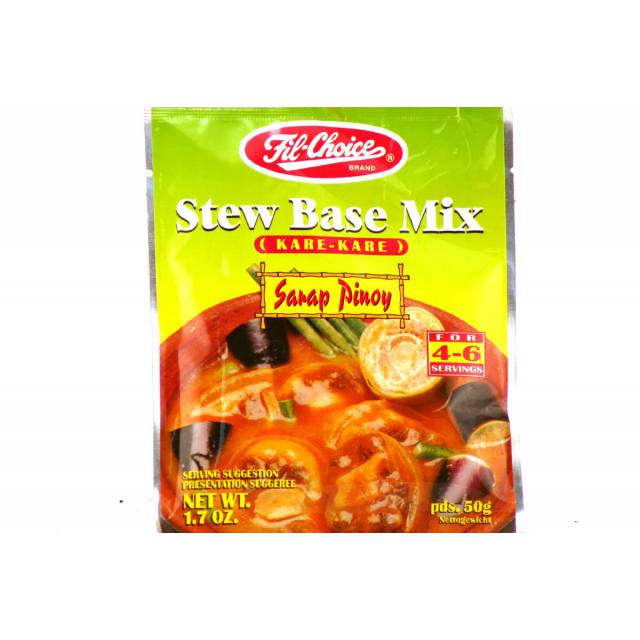 Fil-Choice ®
BRAND
Stew Base Mix
( KARE-KARE )
Sarap Pinoy
FOR
4-6
SERVINGS
SERVING SUGGESTION
PRESENTATION SUGGEREE
NET WT.
1.7 OZ.
pds. 50g
Nettogewicht